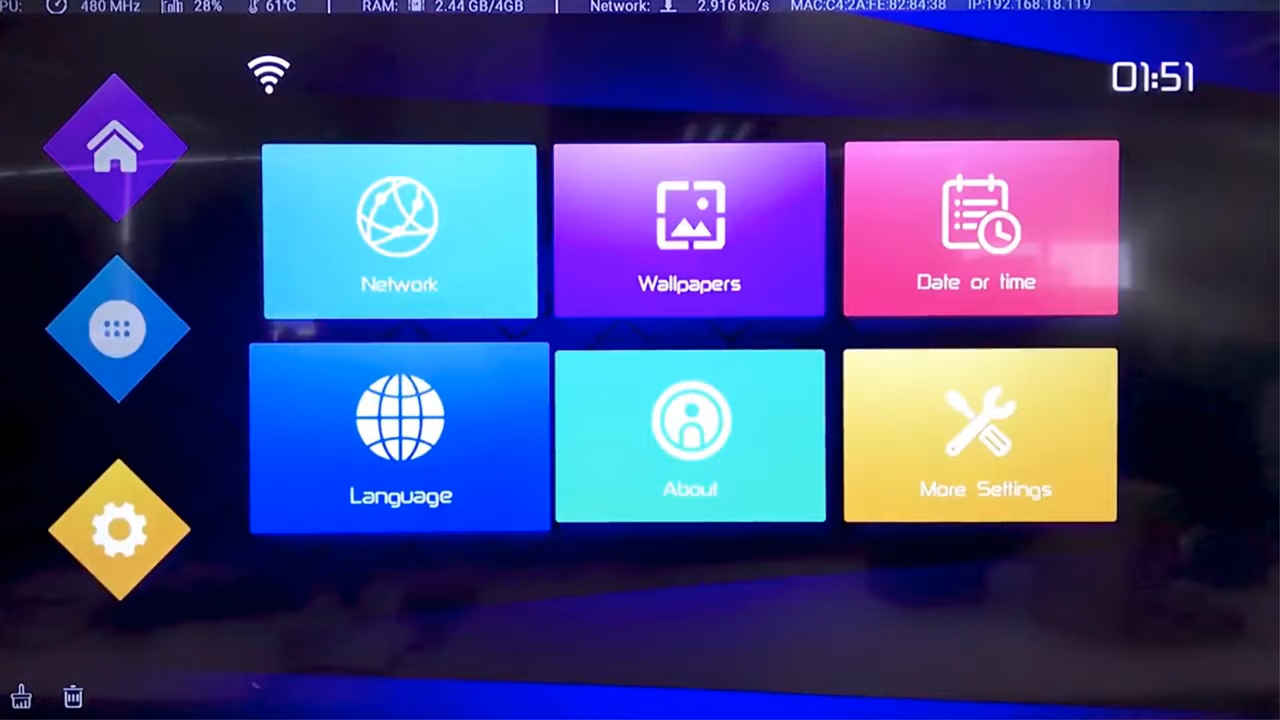 PU: 480 MHz 28% 61°C | RAM: 2.44 GB/4GB | Network: 2.916 kb/s MAC:C4:2A:FE:82:84:38 IP:192.168.18.119
01:51
Network
Wallpapers
Date or time
Language
About
More Settings